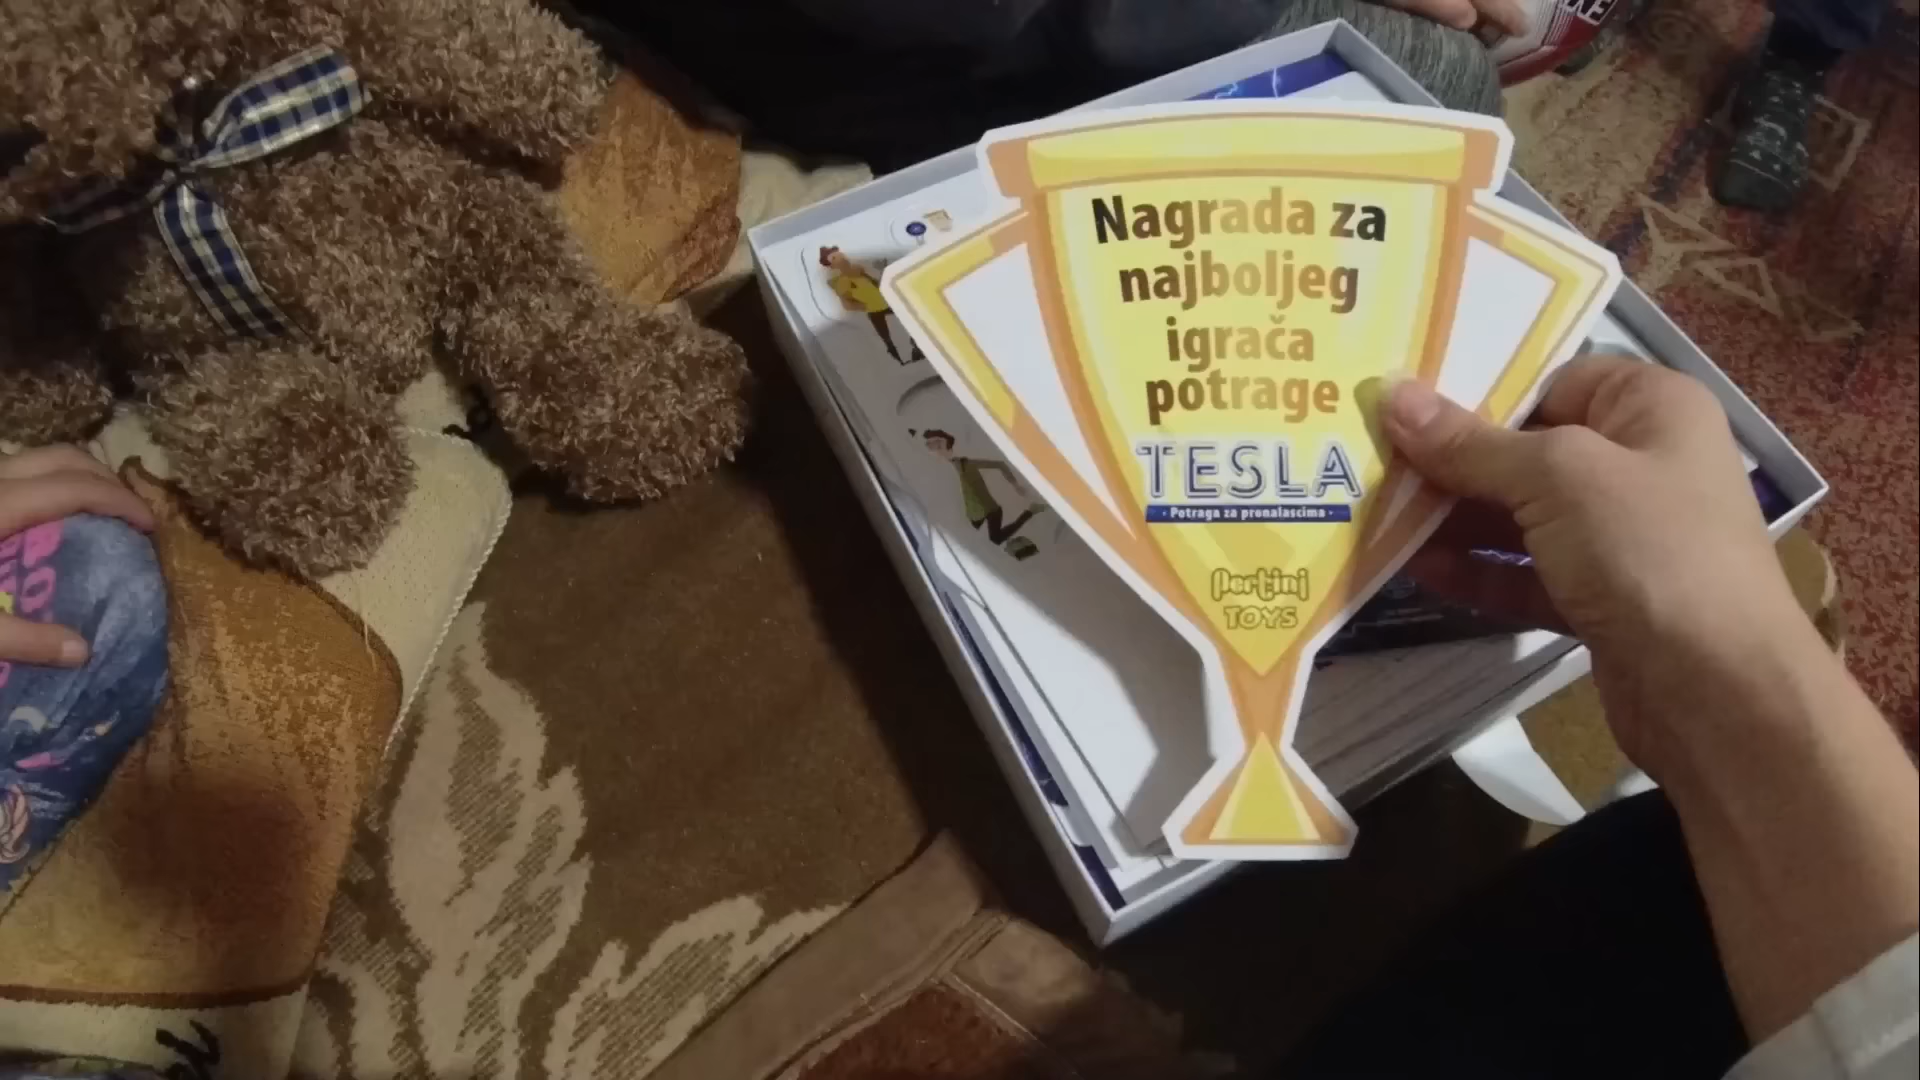 Nagrada za
najboljeg
igrača
potrage
TESLA
· Potraga za pronalascima ·
pertini
TOYS